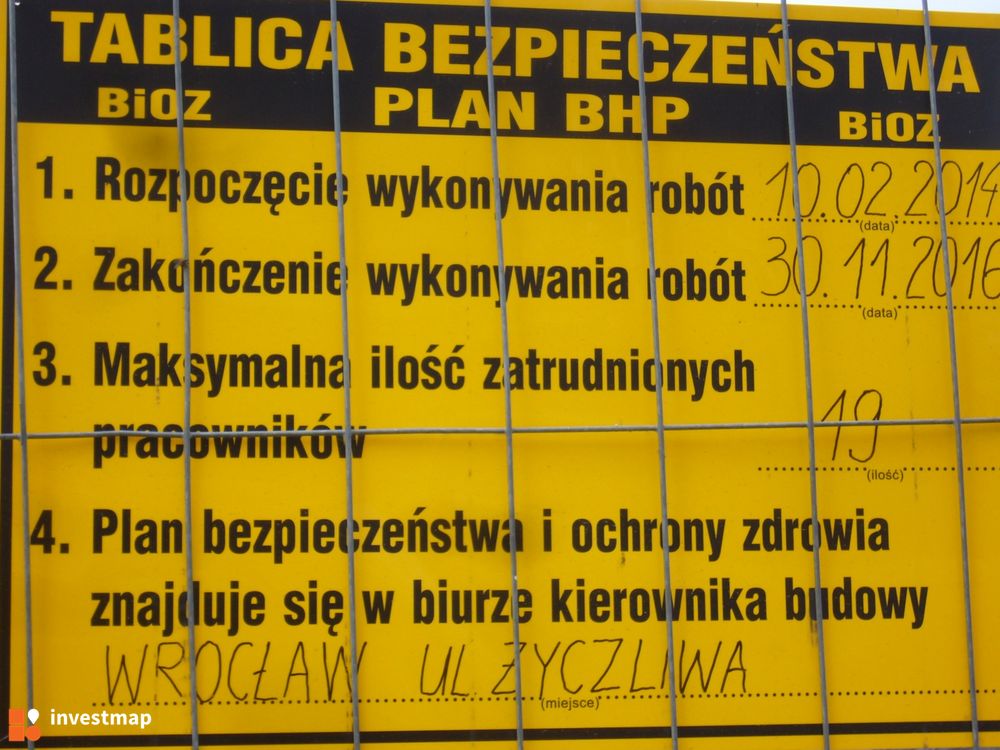 TABLICA BEZPIECZEŃSTWA
BiOZ PLAN BHP BiOZ
1. Rozpoczęcie wykonywania robót 10.02.2014
(data)
2. Zakończenie wykonywania robót 30.11.2016
(data)
3. Maksymalna ilość zatrudnionych
pracowników 19
(ilość)
4. Plan bezpieczeństwa i ochrony zdrowia
znajduje się w biurze kierownika budowy
WROCŁAW UL ŻYCZLIWA
(miejsce)
investmap